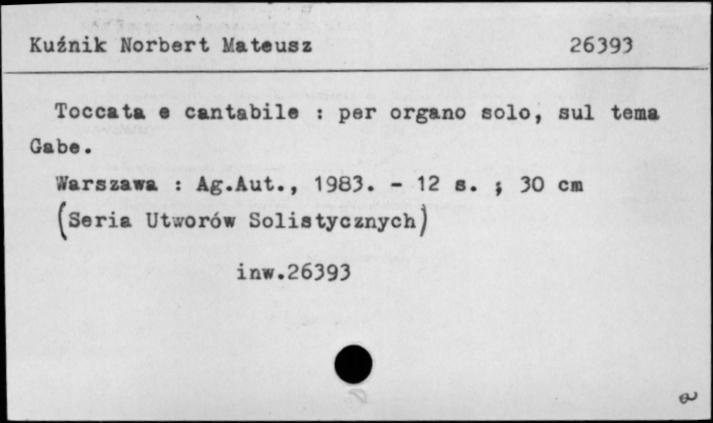 Kuźnik Norbert Mateusz 26393
Toccata e cantabile : per organo solo, sul tema
Gabe.
Warszawa : Ag.Aut., 1983. - 12 s. ; 30 cm
(Seria Utworów Solistycznych)
inw.26393